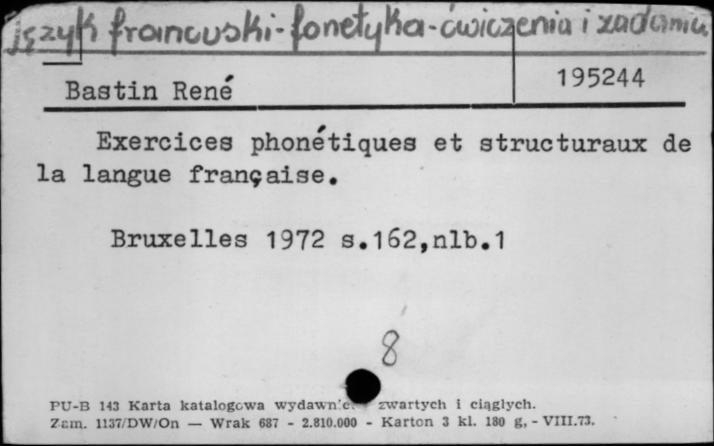 język francuski-fonetyka-ćwiczenia i zadania
Bastin René
195244
Exercices phonétiques et structuraux de
la langue française.
Bruxelles 1972 s.162,nlb.1
8
PU-B 143 Karta katalogowa wydawn zwartych i ciąglych.
Zam. 1137/DW/On — Wrak 687 - 2.810.000 - Karton 3 kl. 180 g, - VIII.73.